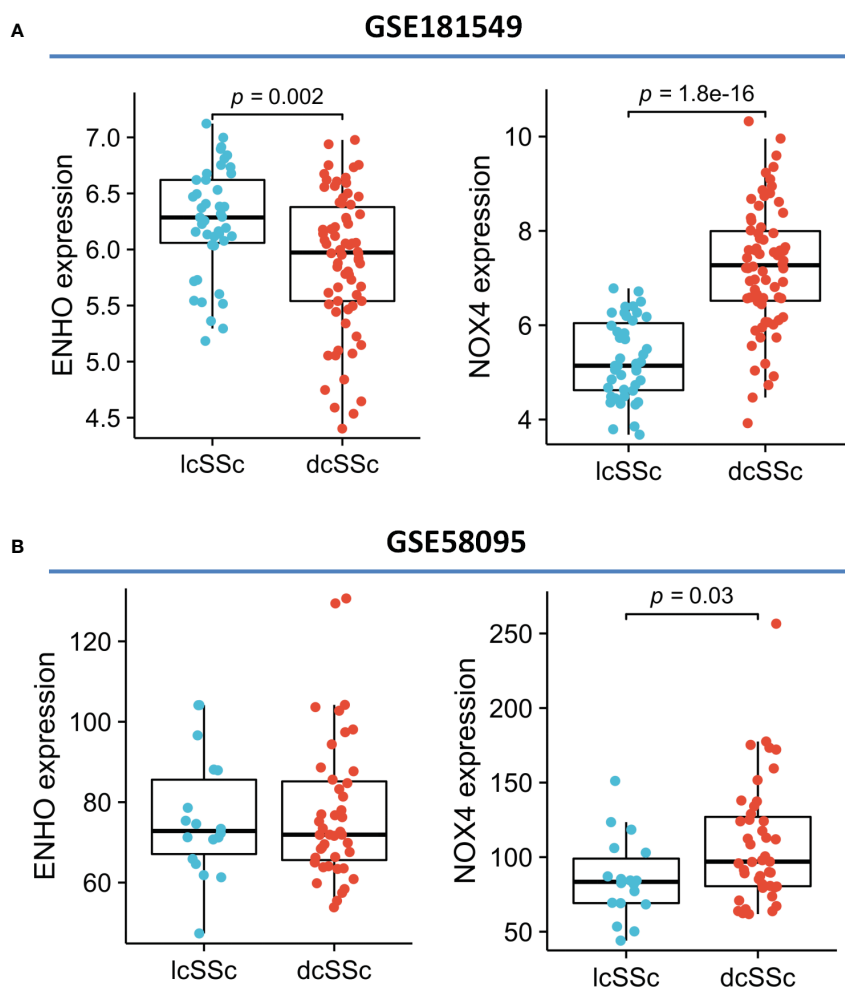 A
GSE181549
p = 0.002
7.0
6.5
6.0
5.5
5.0
4.5
ENHO expression
lcSSc
dcSSc
p = 1.8e-16
10
8
6
4
NOX4 expression
lcSSc
dcSSc
B
GSE58095
120
100
80
60
ENHO expression
lcSSc
dcSSc
p = 0.03
250
200
150
100
50
NOX4 expression
lcSSc
dcSSc